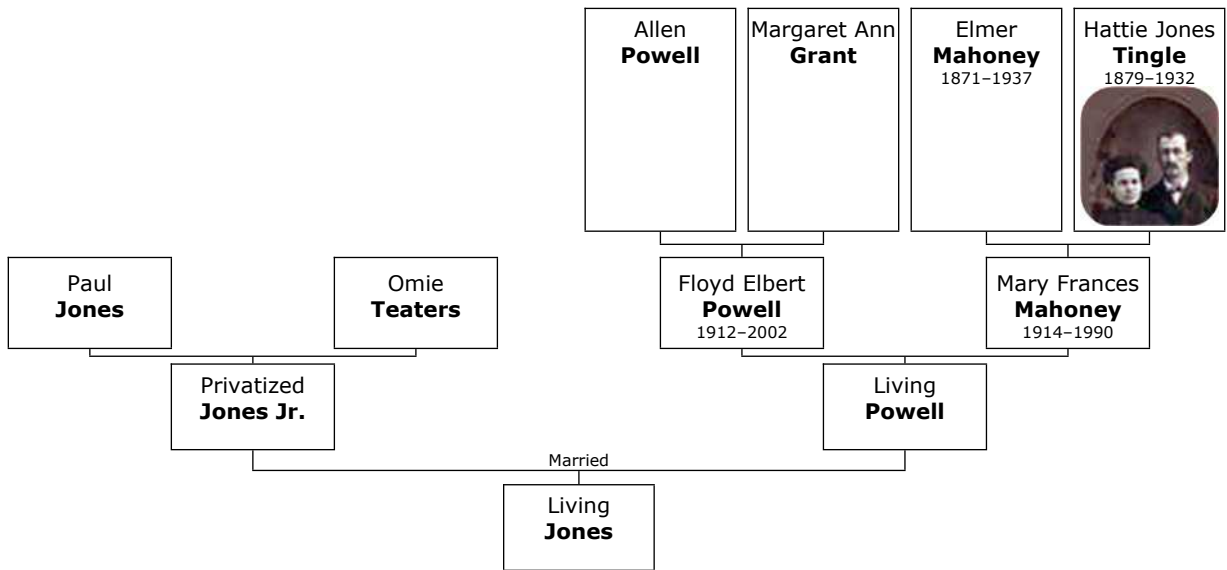 Allen
Powell
Margaret Ann
Grant
Elmer
Mahoney
1871–1937
Hattie Jones
Tingle
1879–1932
Paul
Jones
Omie
Teaters
Floyd Elbert
Powell
1912–2002
Mary Frances
Mahoney
1914–1990
Privatized
Jones Jr.
Living
Powell
Married
Living
Jones